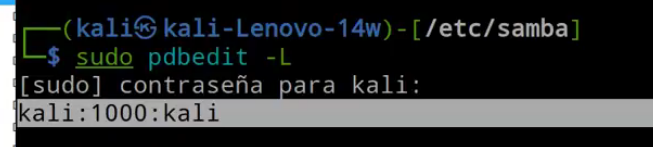 (kali㉿kali-Lenovo-14w)-[/etc/samba]
$ sudo pdbedit -L
[sudo] contraseña para kali:
kali:1000:kali